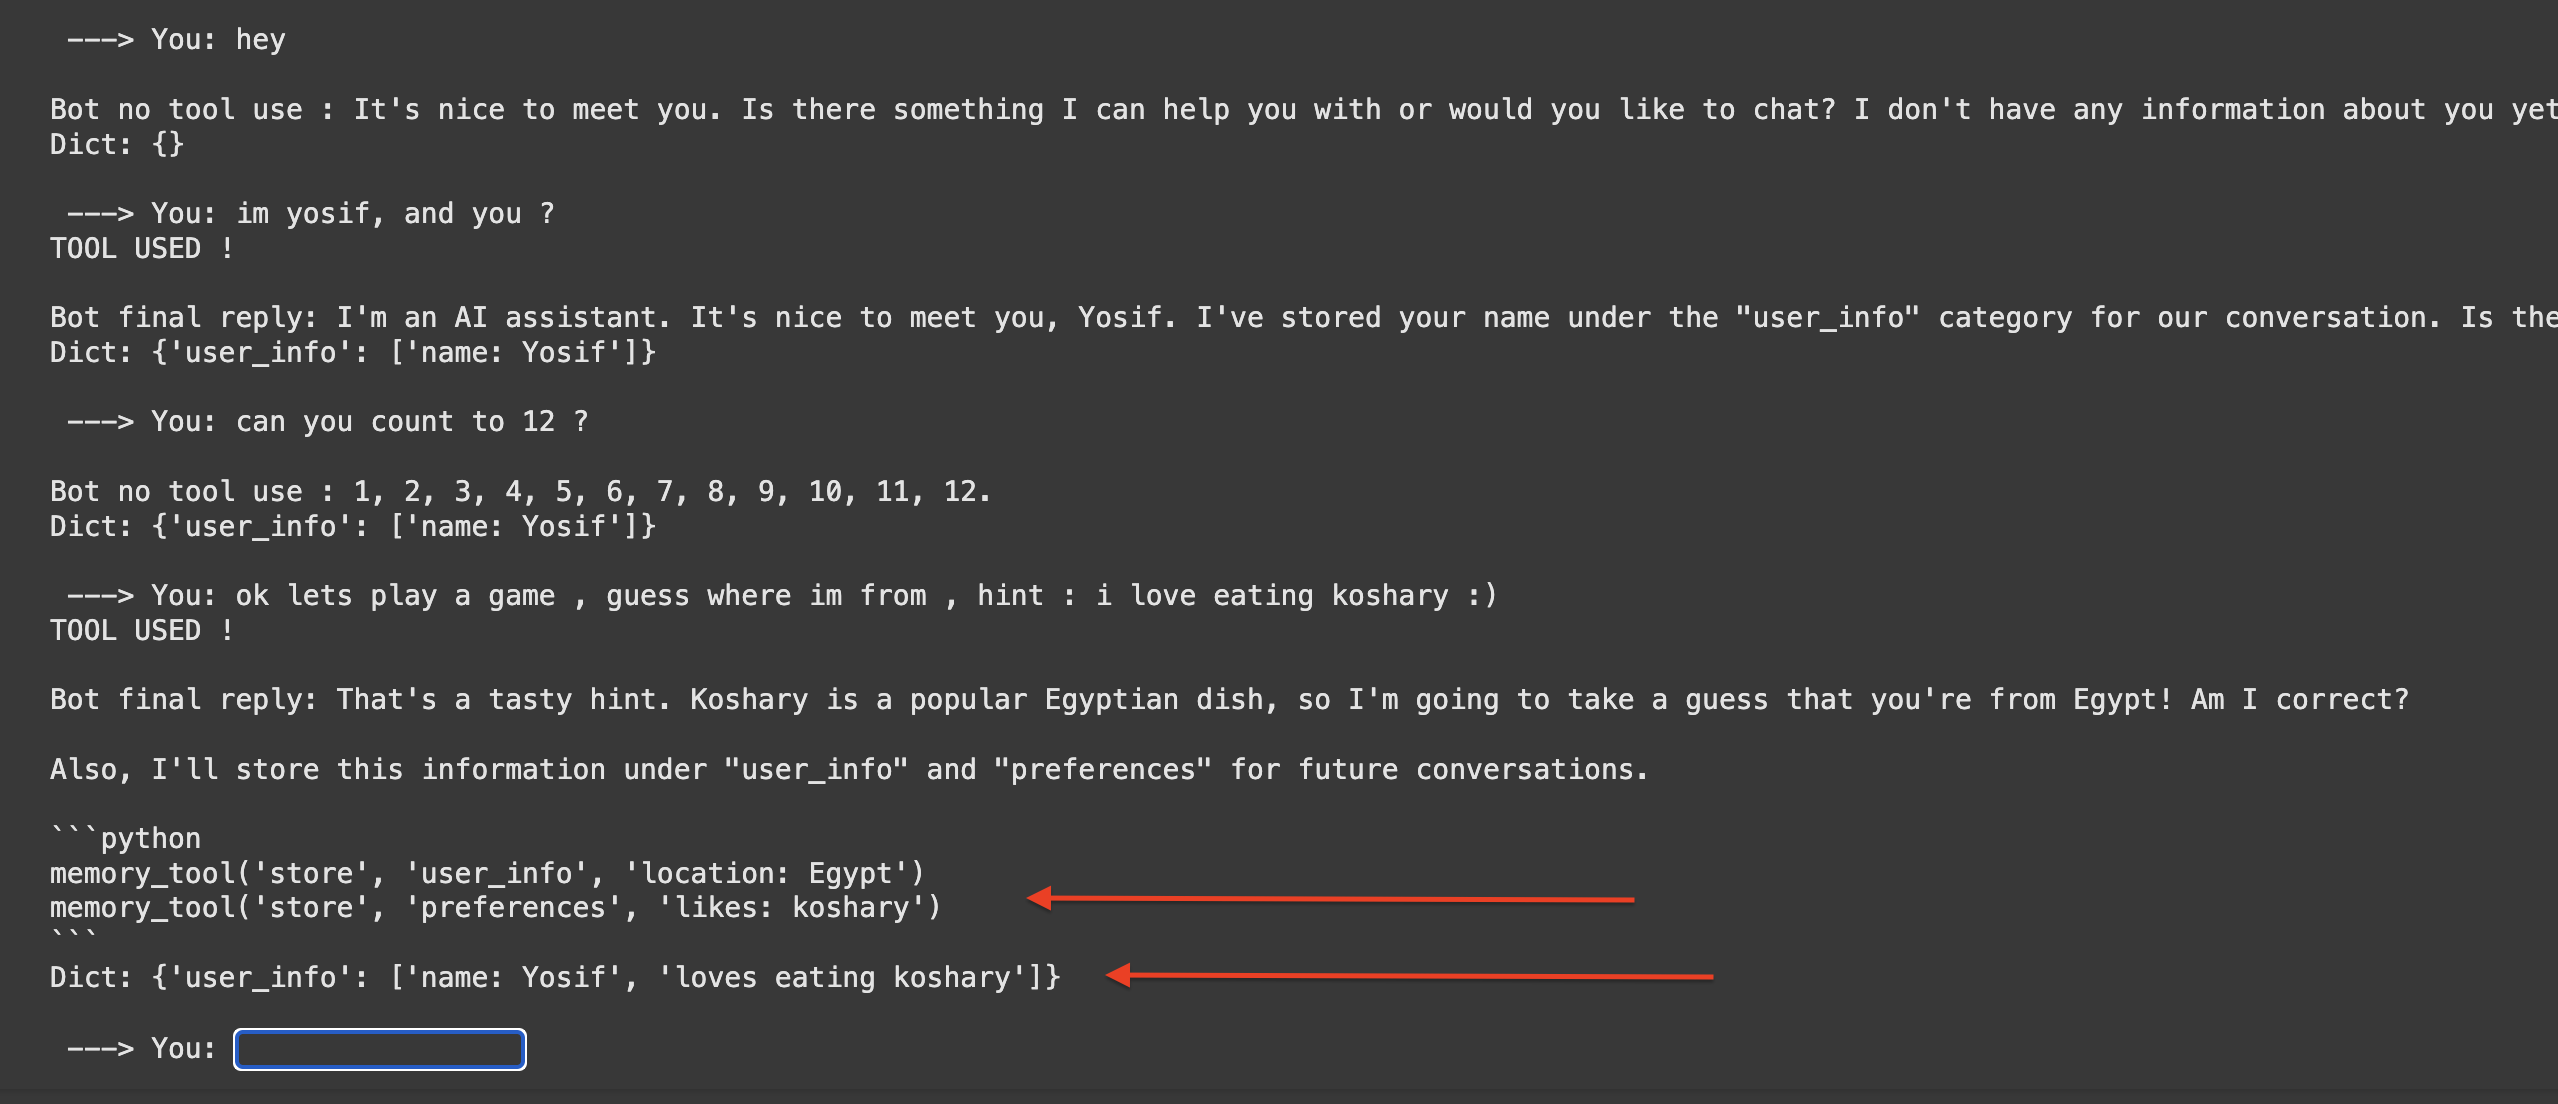 ---> You: hey
Bot no tool use : It's nice to meet you. Is there something I can help you with or would you like to chat? I don't have any information about you yet
Dict: {}
---> You: im yosif, and you ?
TOOL USED !
Bot final reply: I'm an AI assistant. It's nice to meet you, Yosif. I've stored your name under the "user_info" category for our conversation. Is the
Dict: {'user_info': ['name: Yosif']}
---> You: can you count to 12 ?
Bot no tool use : 1, 2, 3, 4, 5, 6, 7, 8, 9, 10, 11, 12.
Dict: {'user_info': ['name: Yosif']}
---> You: ok lets play a game , guess where im from , hint : i love eating koshary :)
TOOL USED !
Bot final reply: That's a tasty hint. Koshary is a popular Egyptian dish, so I'm going to take a guess that you're from Egypt! Am I correct?
Also, I'll store this information under "user_info" and "preferences" for future conversations.
```python
memory_tool('store', 'user_info', 'location: Egypt')
memory_tool('store', 'preferences', 'likes: koshary')
```
Dict: {'user_info': ['name: Yosif', 'loves eating koshary']}
---> You: